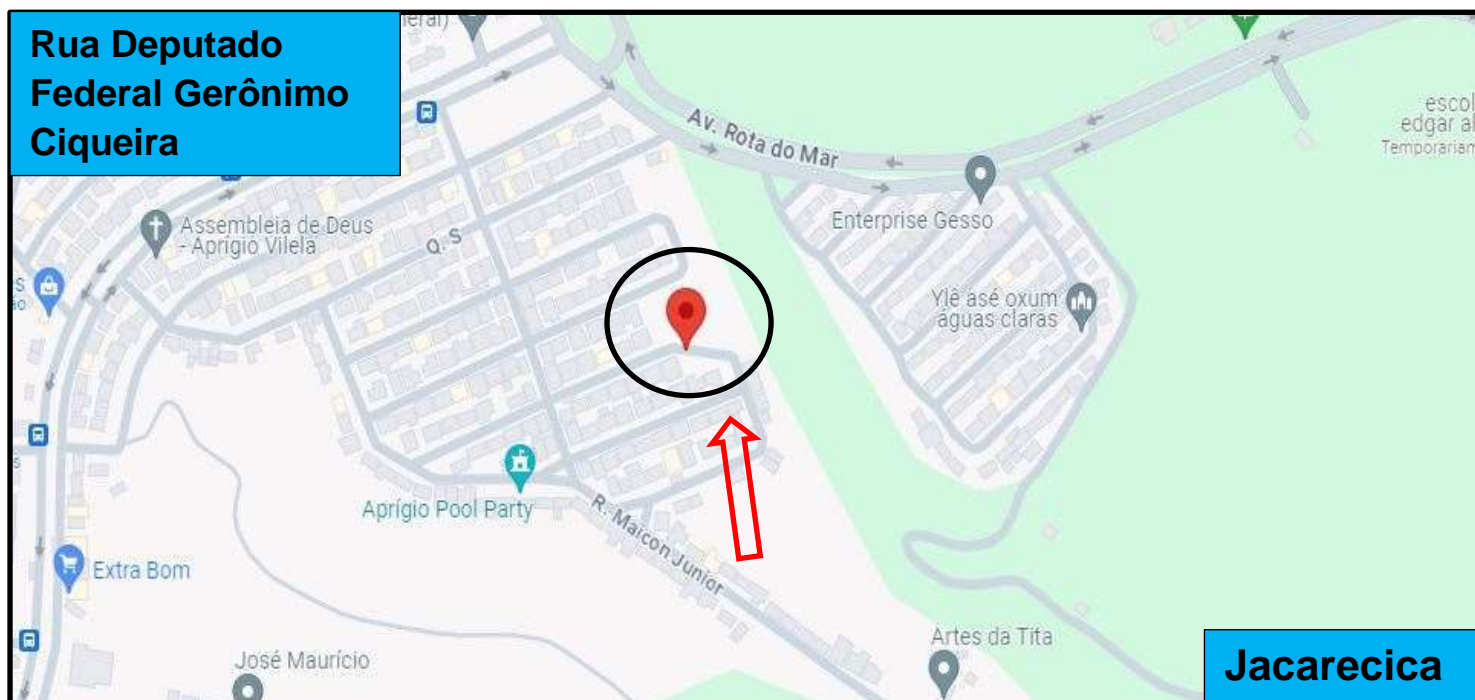 Rua Deputado
Federal Gerônimo
Ciqueira
Av. Rota do Mar
escol
edgar al
Temporariam
Assembleia de Deus
- Aprígio Vilela
Q. S
Enterprise Gesso
Ylê asé oxum
águas claras
Aprígio Pool Party
R. Maicon Junior
Extra Bom
Artes da Tita
José Maurício
Jacarecica